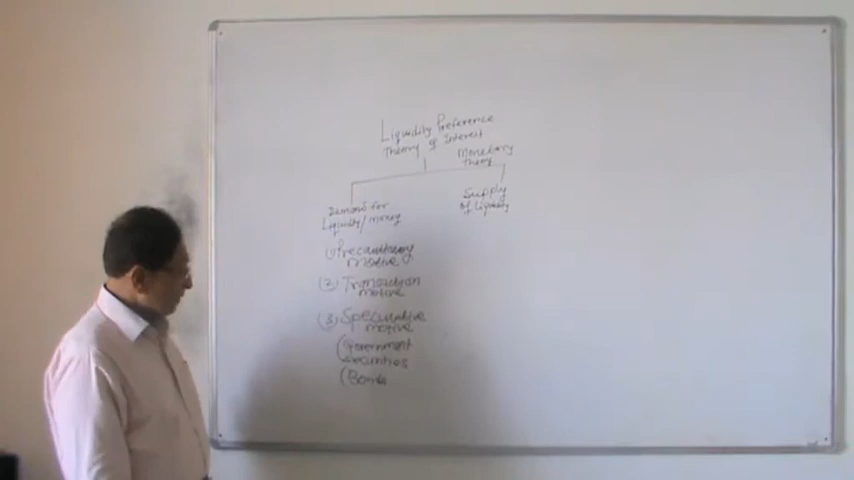 Liquidity Preference
Theory of Interest
Monetary
Theory
Demand for
Liquidity/money
Supply
of Liquidity
(1) Precautionary
motive
(2) Transaction
motive
(3) Speculative
motive
(Government
securities
(Bonds